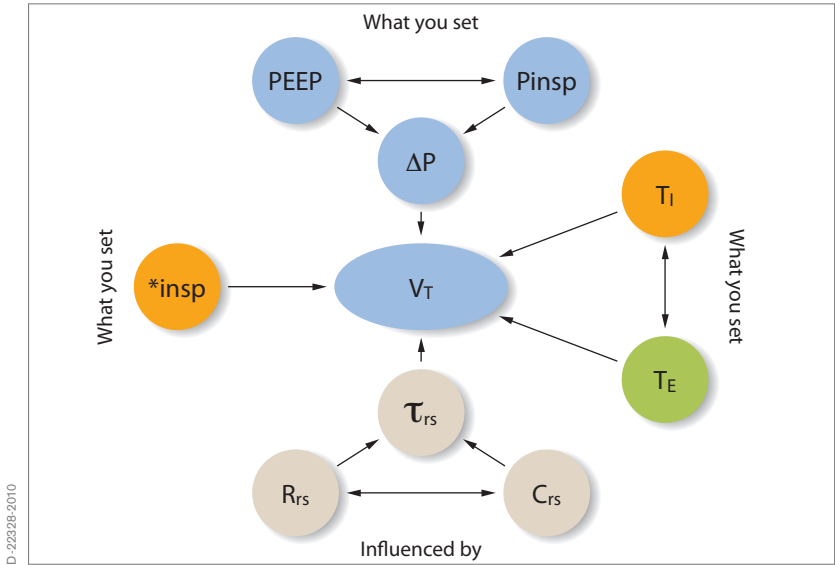 What you set
PEEP
Pinsp
ΔP
TI
What you set
*insp
VT
What you set
TE
τrs
Rrs
Crs
Influenced by
D-22328-2010